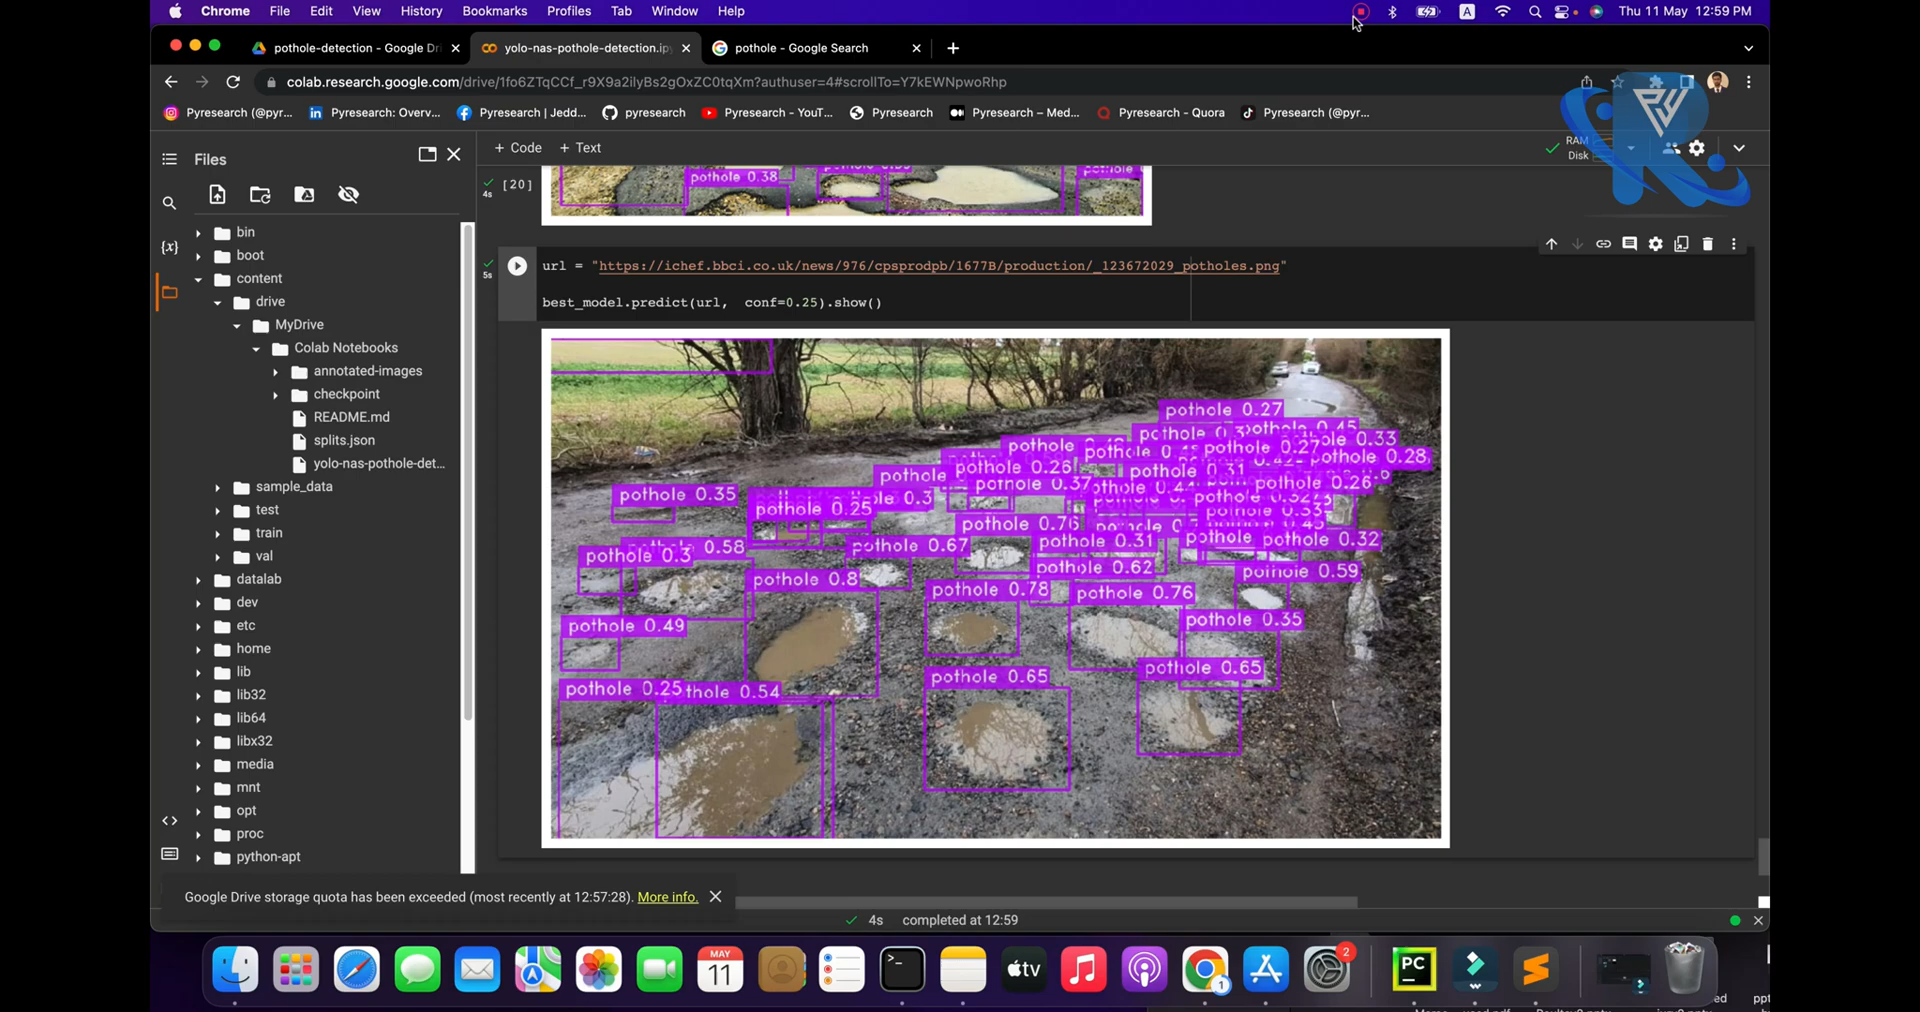 Chrome File Edit View History Bookmarks Profiles Tab Window Help
A
Thu 11 May 12:59 PM
pothole-detection - Google Dri
yolo-nas-pothole-detection.ip
pothole - Google Search
colab.research.google.com/drive/1fo6ZTqCCf_r9X9a2ilyBs2gOxZC0tqXm?authuser=4#scrollTo=Y7kEWNpwoRhp
Pyresearch (@pyr...
Pyresearch: Overv...
Pyresearch | Jedd...
pyresearch
Pyresearch - YouT...
Pyresearch
Pyresearch – Med...
Pyresearch - Quora
Pyresearch (@pyr...
Files
+ Code + Text
RAM
Disk
[20]
4s
pothole 0.38
pothole
{x}
bin
boot
content
drive
MyDrive
Colab Notebooks
annotated-images
checkpoint
README.md
splits.json
yolo-nas-pothole-det...
sample_data
test
train
val
datalab
dev
etc
home
lib
lib32
lib64
libx32
media
mnt
opt
proc
python-apt
5s
url = "https://ichef.bbci.co.uk/news/976/cpsprodpb/1677B/production/_123672029_potholes.png"
best_model.predict(url, conf=0.25).show()
pothole 0.27
pothole 0.26
pothole 0.37
pothole 0.31
pothole 0.35
pothole 0.25
pothole 0.76
pothole 0.31
pothole 0.32
pothole 0.3
0.58
pothole 0.67
pothole 0.62
pothole 0.59
pothole 0.8
pothole 0.78
pothole 0.76
pothole 0.49
pothole 0.35
pothole 0.65
pothole 0.65
pothole 0.25
thole 0.54
Google Drive storage quota has been exceeded (most recently at 12:57:28). More info.
4s completed at 12:59
MAY
11
tv
1
2
PC